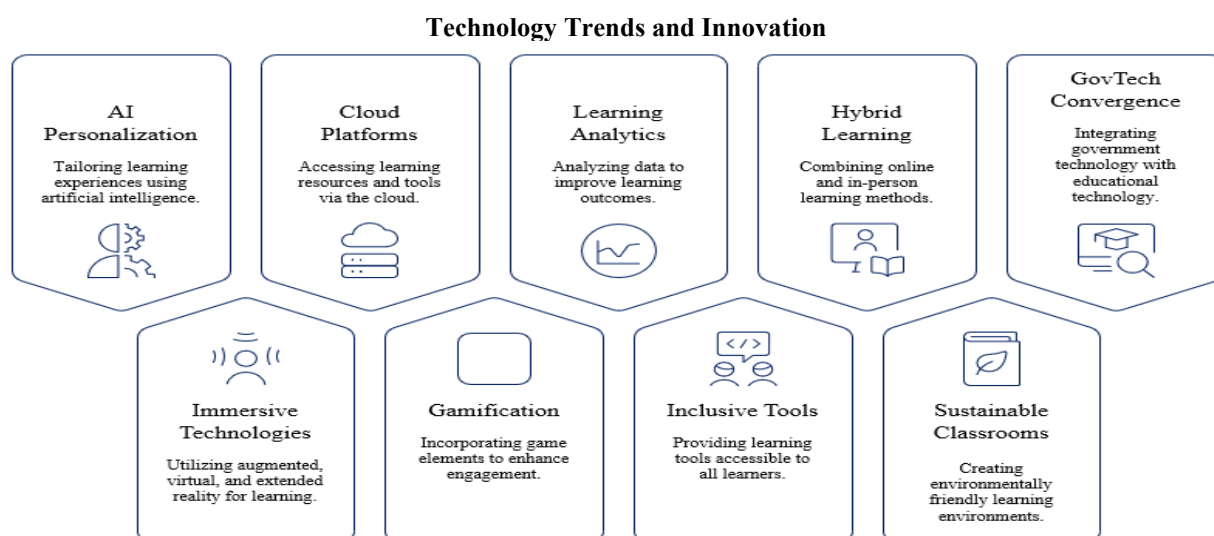 Technology Trends and Innovation
AI
Personalization
Tailoring learning
experiences using
artificial intelligence.
Cloud
Platforms
Accessing learning
resources and tools
via the cloud.
Learning
Analytics
Analyzing data to
improve learning
outcomes.
Hybrid
Learning
Combining online
and in-person
learning methods.
GovTech
Convergence
Integrating
government
technology with
educational
technology.
Immersive
Technologies
Utilizing augmented,
virtual, and extended
reality for learning.
Gamification
Incorporating game
elements to enhance
engagement.
</>
Inclusive Tools
Providing learning
tools accessible to
all learners.
Sustainable
Classrooms
Creating
environmentally
friendly learning
environments.